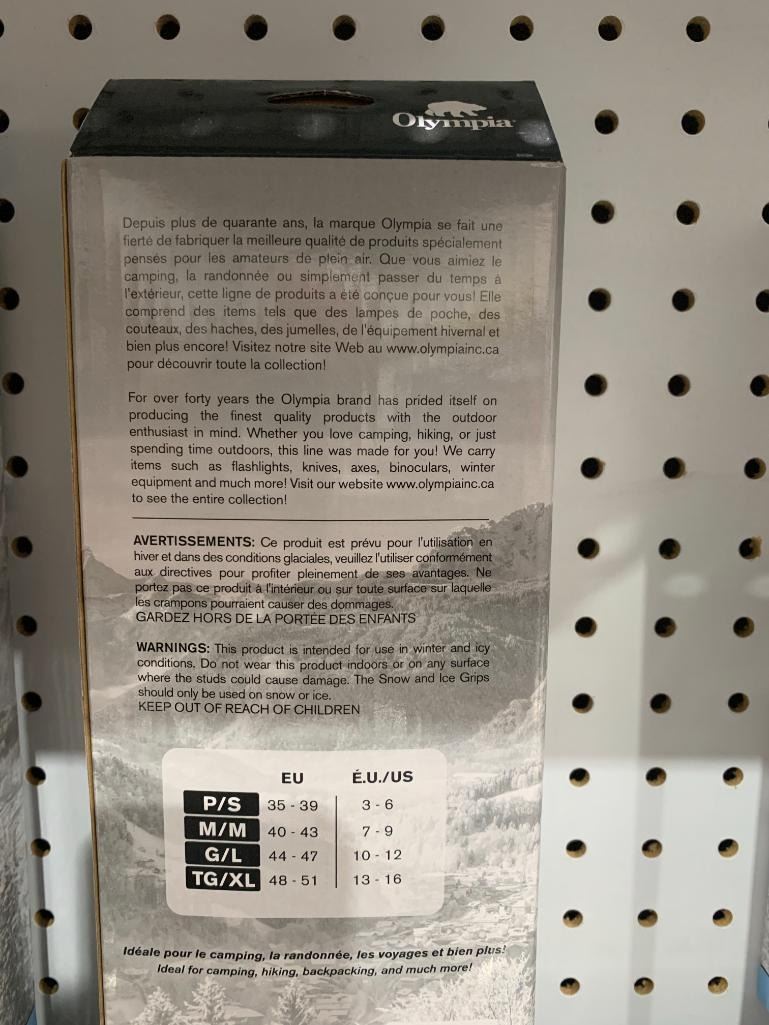 Olympia
Depuis plus de quarante ans, la marque Olympia se fait une
fierté de fabriquer la meilleure qualité de produits spécialement
pensés pour les amateurs de plein air. Que vous aimiez le
camping, la randonnée ou simplement passer du temps à
l'extérieur, cette ligne de produits a été conçue pour vous! Elle
comprend des items tels que des lampes de poche, des
couteaux, des haches, des jumelles, de l'équipement hivernal et
bien plus encore! Visitez notre site Web au www.olympiainc.ca
pour découvrir toute la collection!
For over forty years the Olympia brand has prided itself on
producing the finest quality products with the outdoor
enthusiast in mind. Whether you love camping, hiking, or just
spending time outdoors, this line was made for you! We carry
items such as flashlights, knives, axes, binoculars, winter
equipment and much more! Visit our website www.olympiainc.ca
to see the entire collection!
AVERTISSEMENTS: Ce produit est prévu pour l'utilisation en
hiver et dans des conditions glaciales, veuillez l'utiliser conformément
aux directives pour profiter pleinement de ses avantages. Ne
portez pas ce produit à l'intérieur ou sur toute surface sur laquelle
les crampons pourraient causer des dommages.
GARDEZ HORS DE LA PORTÉE DES ENFANTS
WARNINGS: This product is intended for use in winter and icy
conditions. Do not wear this product indoors or on any surface
where the studs could cause damage. The Snow and Ice Grips
should only be used on snow or ice.
KEEP OUT OF REACH OF CHILDREN
EU É.U./US
P/S 35 - 39 3 - 6
M/M 40 - 43 7 - 9
G/L 44 - 47 10 - 12
TG/XL 48 - 51 13 - 16
Idéale pour le camping, la randonnée, les voyages et bien plus!
Ideal for camping, hiking, backpacking, and much more!